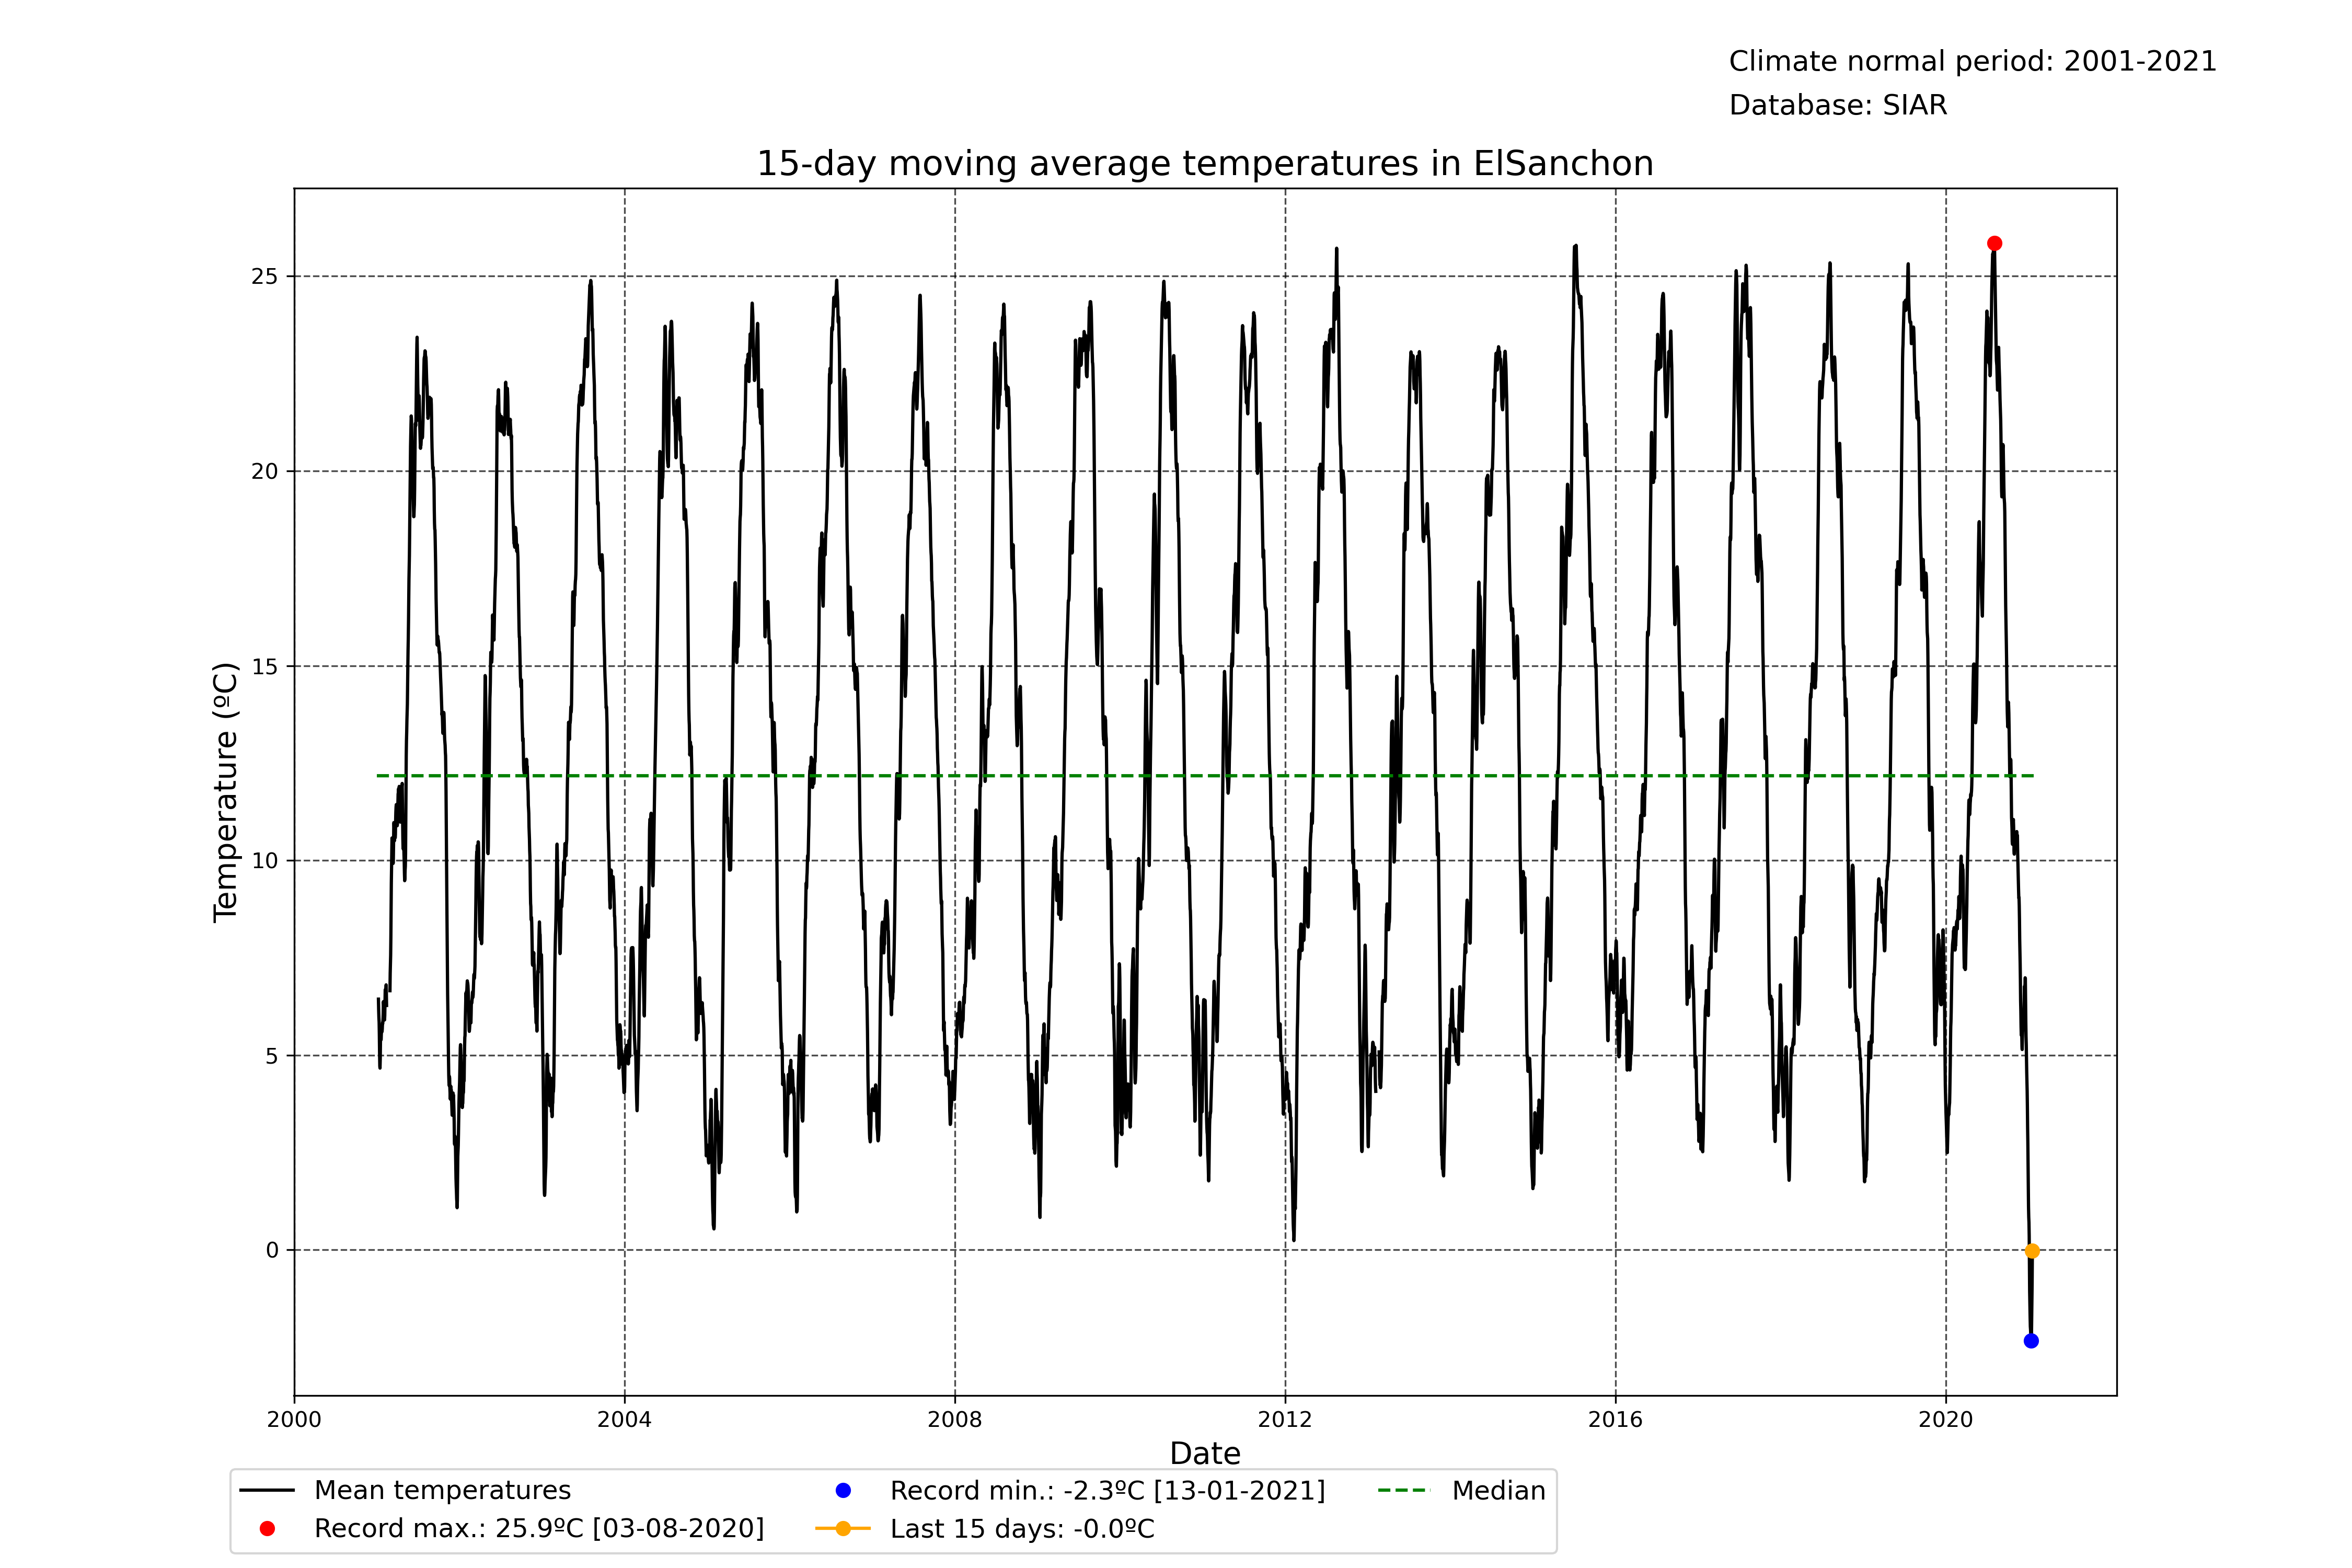 Climate normal period: 2001-2021
Database: SIAR
15-day moving average temperatures in ElSanchon
Temperature (ºC)
25
20
15
10
5
0
2000 2004 2008 2012 2016 2020
Date
Mean temperatures
Record max.: 25.9ºC [03-08-2020]
Record min.: -2.3ºC [13-01-2021]
Last 15 days: -0.0ºC
Median